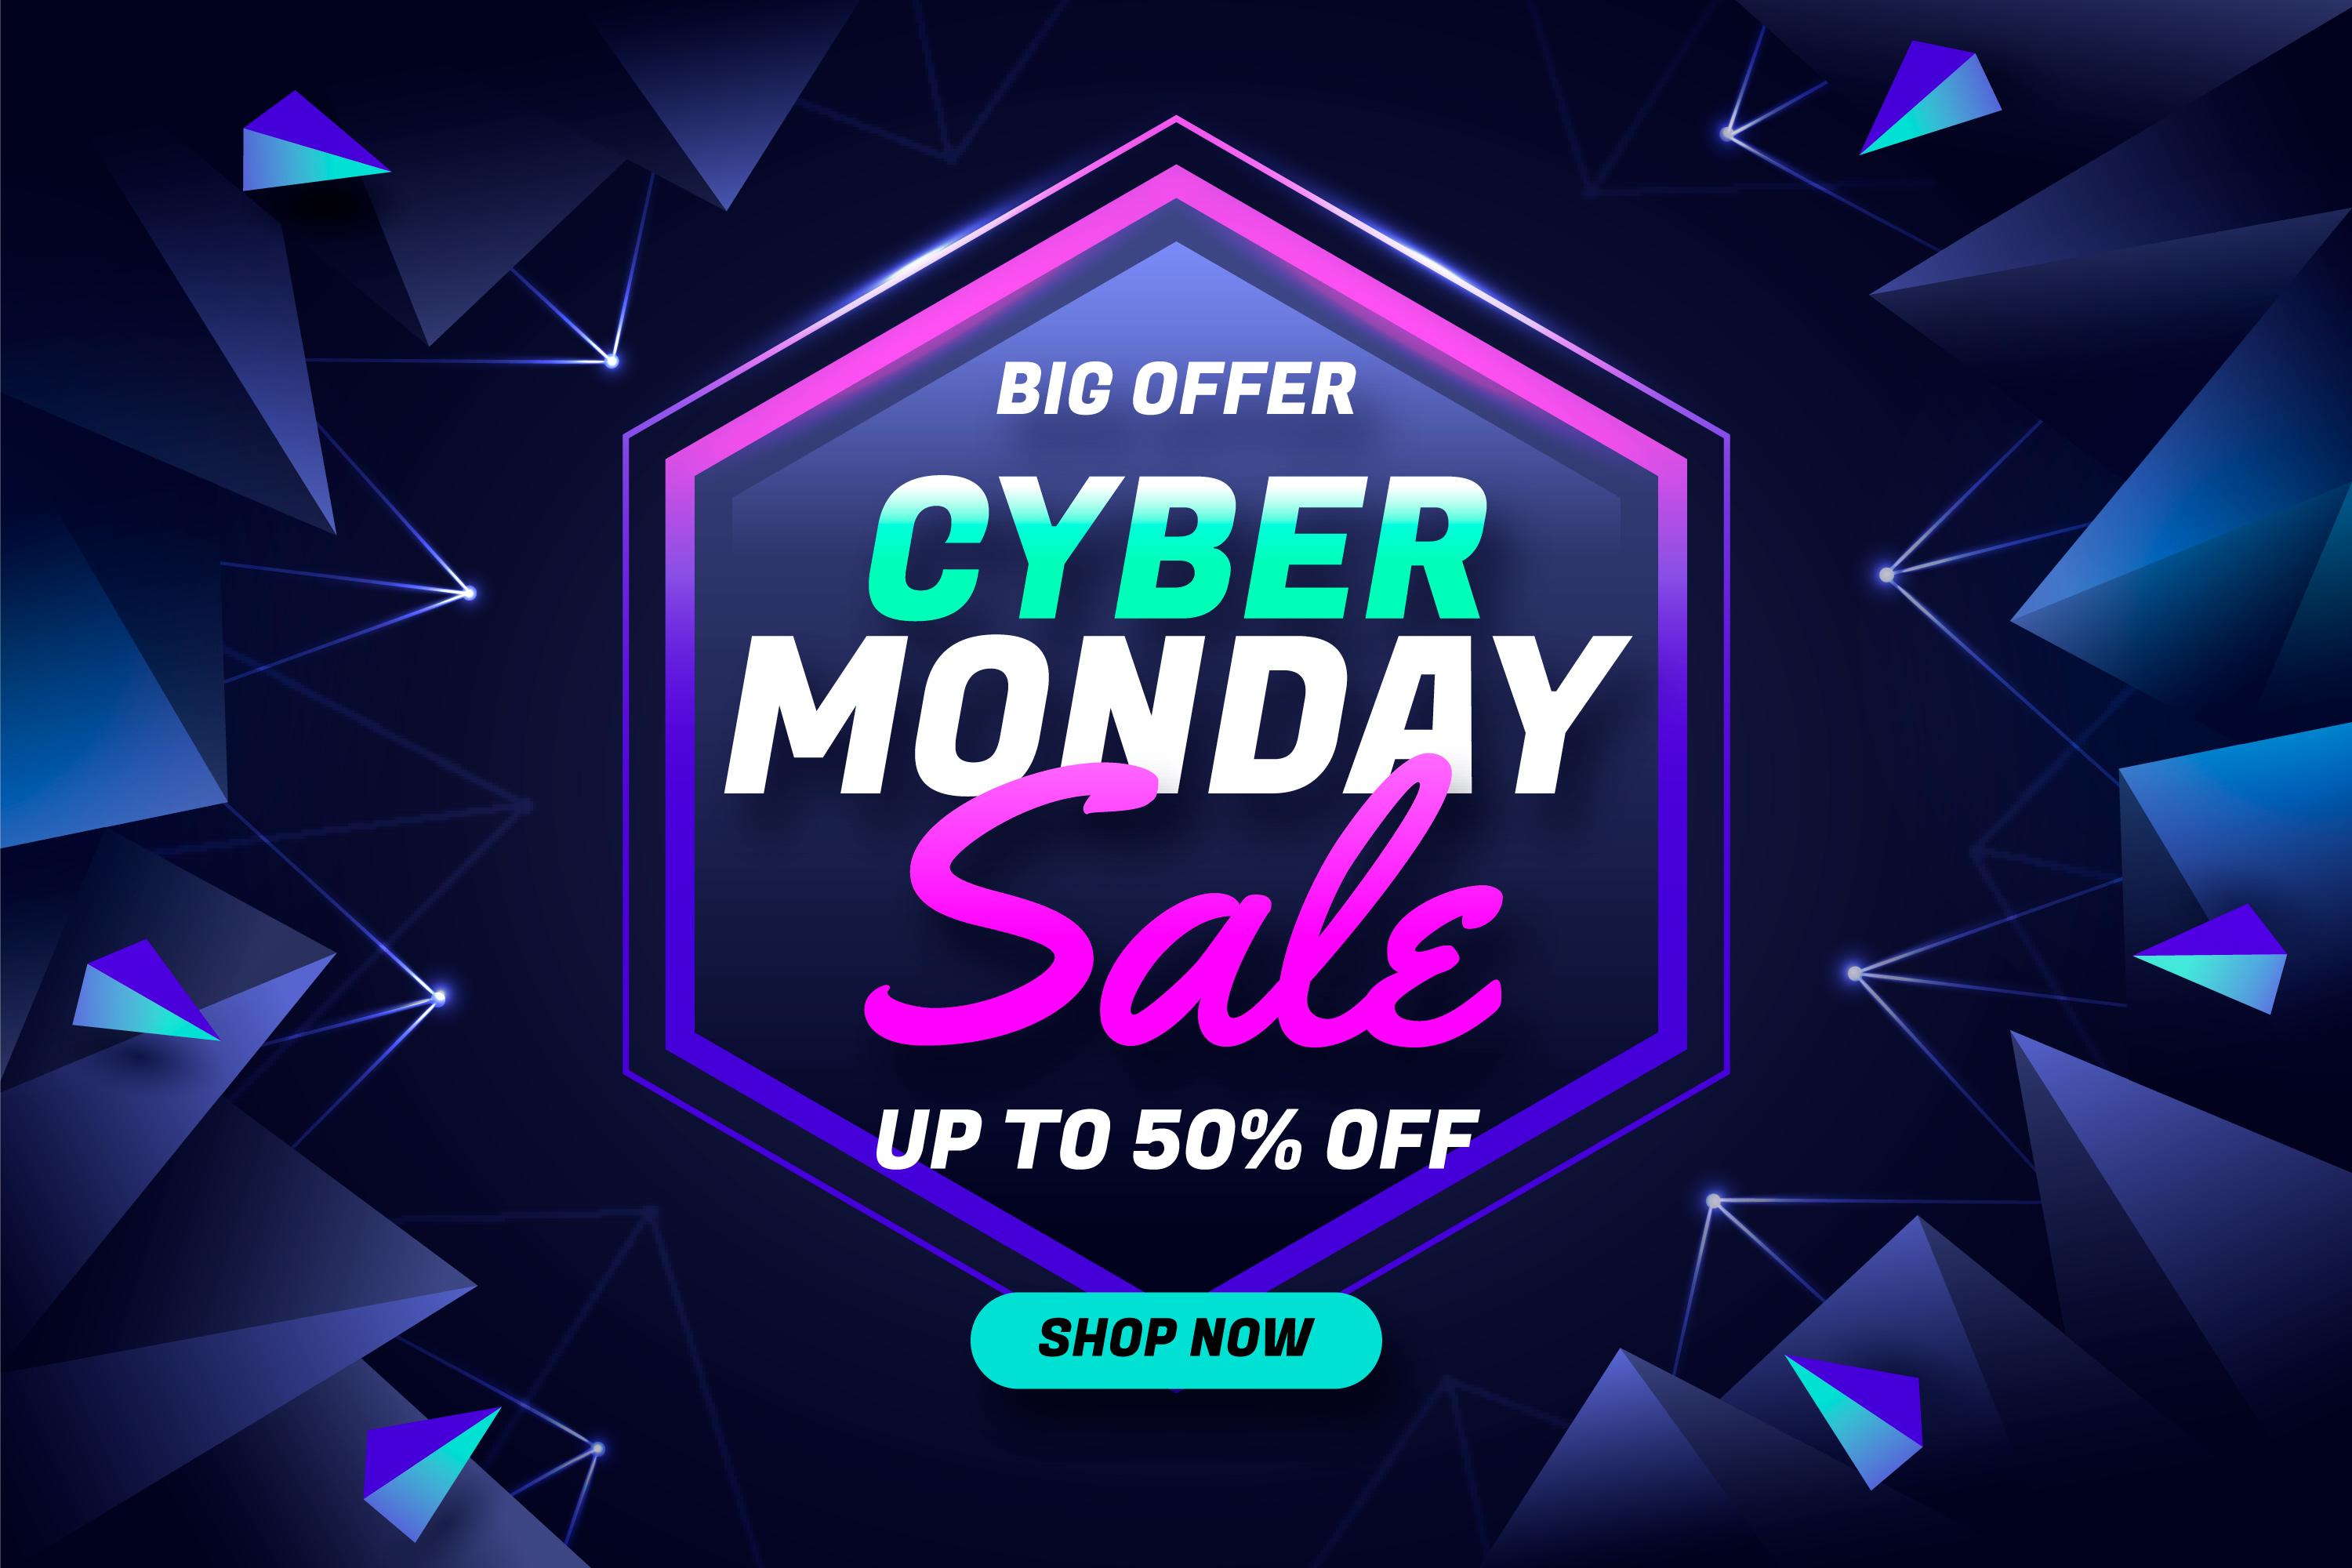 BIG OFFER
CYBER
MONDAY
Sale
UP TO 50% OFF
SHOP NOW